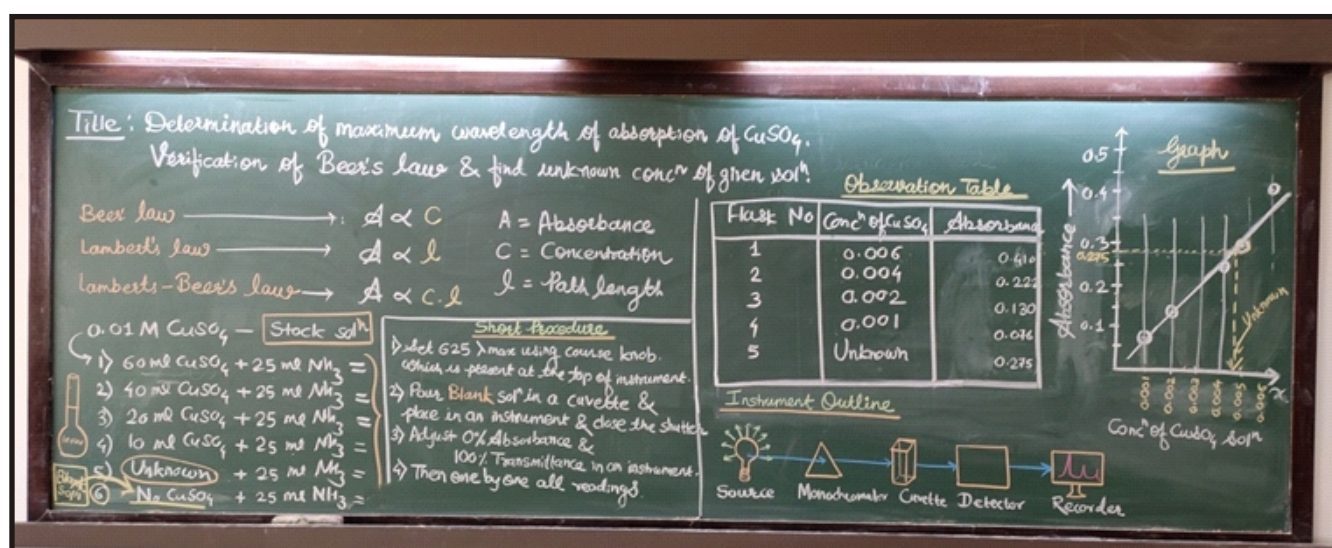 Title: Determination of maximum wavelength of absorption of CuSO4.
Verification of Beer's law & find unknown concn of given soln.
Beer law → A ∝ C
Lambert's law → A ∝ l
Lamberts-Beer's law → A ∝ c.l
A = Absorbance
C = Concentration
l = Path length
0.01 M CuSO4 — Stock soln
1) 60 ml CuSO4 + 25 ml NH3 =
2) 40 ml CuSO4 + 25 ml NH3 =
3) 20 ml CuSO4 + 25 ml NH3 =
4) 10 ml CuSO4 + 25 ml NH3 =
5) Unknown + 25 ml NH3 =
6 No CuSO4 + 25 ml NH3 =
Short Procedure
1) Set 625 λmax using course knob.
which is present at the top of instrument.
2) Pour Blank soln in a cuvette &
place in an instrument & close the shutter
3) Adjust 0% Absorbance &
100% Transmittance in an instrument.
4) Then one by one all readings.
Observation Table
Flask No Concn of CuSO4 Absorbance
1 0.006 0.410
2 0.004 0.222
3 0.002 0.130
4 0.001 0.076
5 Unknown 0.275
Instrument Outline
Source Monochromator Cuvette Detector Recorder
Graph
0.5
0.4
0.3
0.275
0.2
0.1
Absorbance
Unknown
0.001 0.002 0.003 0.004 0.005 0.006 x
Concn of CuSO4 soln